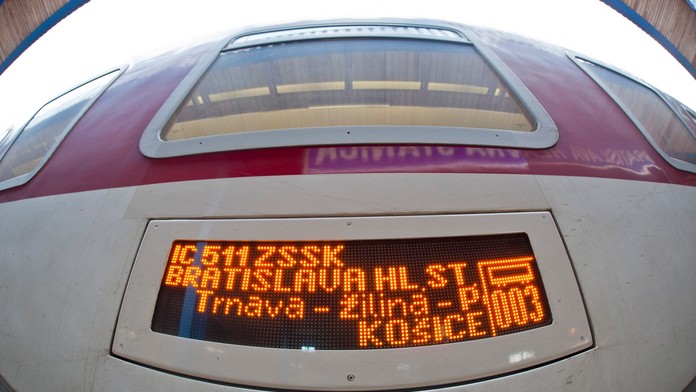 IC 511 ZSSK
BRATISLAVA HL.ST
Trnava - Žilina - P
KOŠICE
003